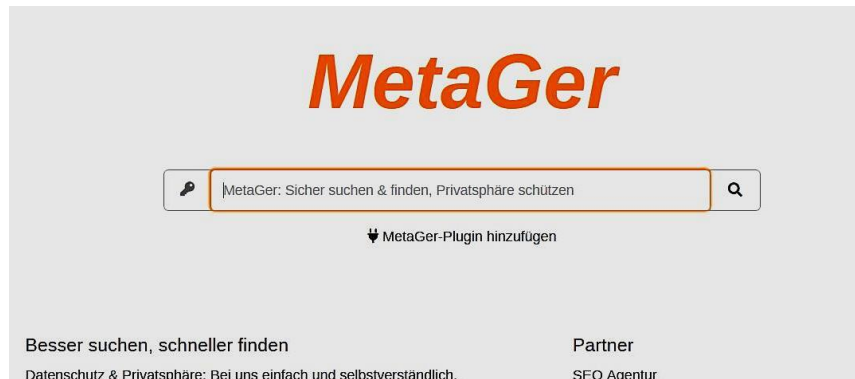 MetaGer
MetaGer: Sicher suchen & finden, Privatsphäre schützen
MetaGer-Plugin hinzufügen
Besser suchen, schneller finden
Partner
Datenschutz & Privatsphäre: Bei uns einfach und selbstverständlich.
SEO Agentur